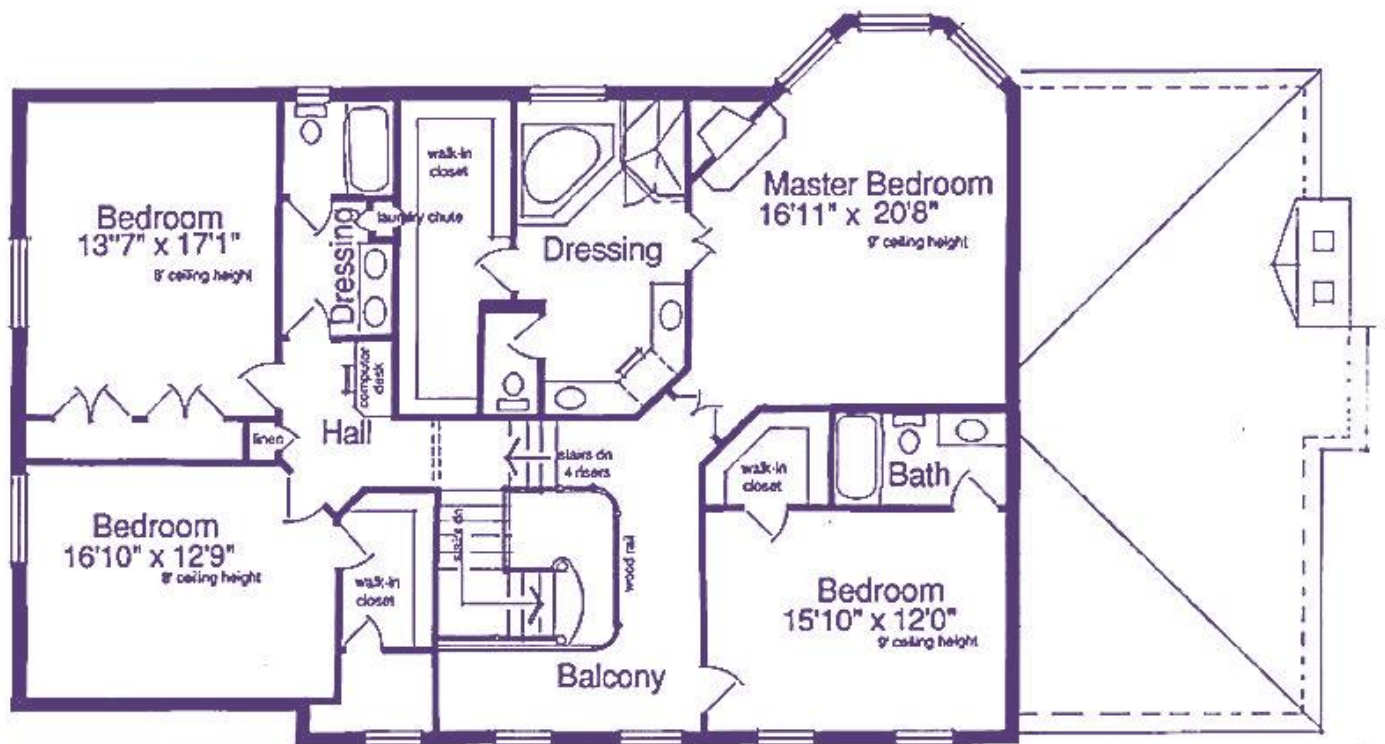 Bedroom
13'7" x 17'1"
8' ceiling height
Dressing
laundry chute
walk-in
closet
Dressing
Master Bedroom
16'11" x 20'8"
9' ceiling height
computer
desk
Hall
linen
stairs dn
4 risers
walk-in
closet
Bath
Bedroom
16'10" x 12'9"
8' ceiling height
walk-in
closet
stairs dn
wood rail
Balcony
Bedroom
15'10" x 12'0"
9' ceiling height